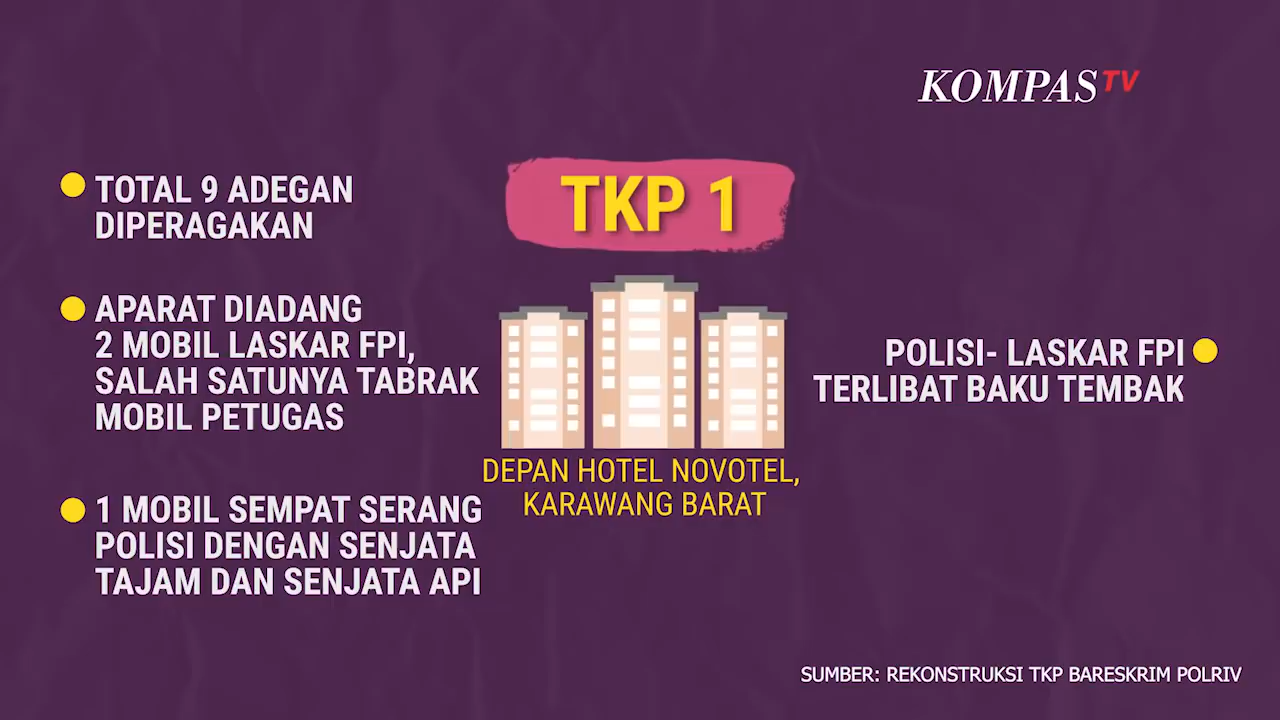 KOMPAS TV
TKP 1
TOTAL 9 ADEGAN
DIPERAGAKAN
APARAT DIADANG
2 MOBIL LASKAR FPI,
SALAH SATUNYA TABRAK
MOBIL PETUGAS
1 MOBIL SEMPAT SERANG
POLISI DENGAN SENJATA
TAJAM DAN SENJATA API
DEPAN HOTEL NOVOTEL,
KARAWANG BARAT
POLISI- LASKAR FPI
TERLIBAT BAKU TEMBAK
SUMBER: REKONSTRUKSI TKP BARESKRIM POLRIV